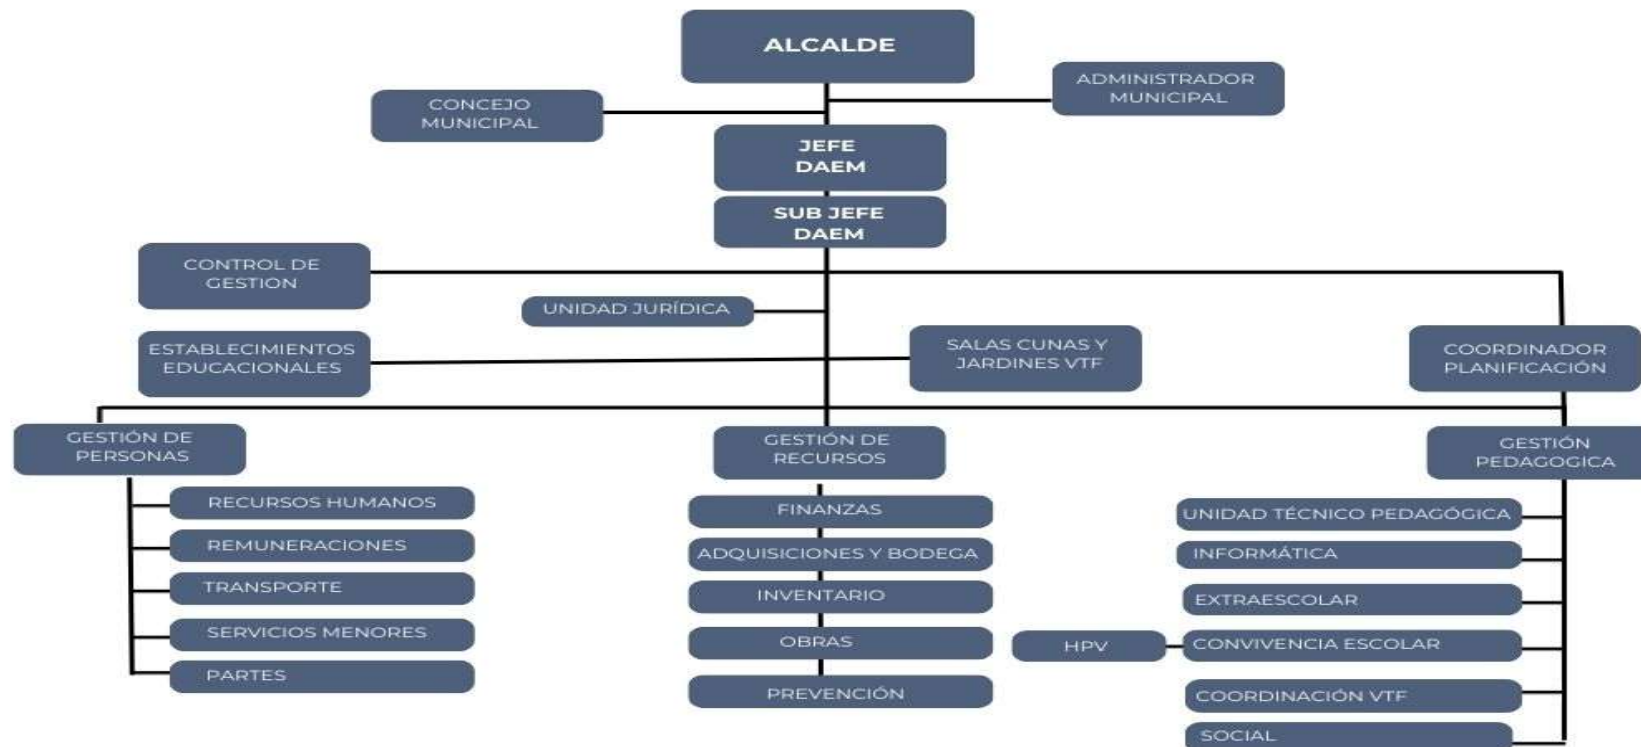 ALCALDE
ADMINISTRADOR
MUNICIPAL
CONCEJO
MUNICIPAL
JEFE
DAEM
SUB JEFE
DAEM
CONTROL DE
GESTION
UNIDAD JURÍDICA
ESTABLECIMIENTOS
EDUCACIONALES
SALAS CUNAS Y
JARDINES VTF
COORDINADOR
PLANIFICACIÓN
GESTIÓN DE
PERSONAS
RECURSOS HUMANOS
REMUNERACIONES
TRANSPORTE
SERVICIOS MENORES
PARTES
GESTIÓN DE
RECURSOS
FINANZAS
ADQUISICIONES Y BODEGA
INVENTARIO
OBRAS
PREVENCIÓN
GESTIÓN
PEDAGOGICA
UNIDAD TÉCNICO PEDAGÓGICA
INFORMÁTICA
EXTRAESCOLAR
HPV
CONVIVENCIA ESCOLAR
COORDINACIÓN VTF
SOCIAL